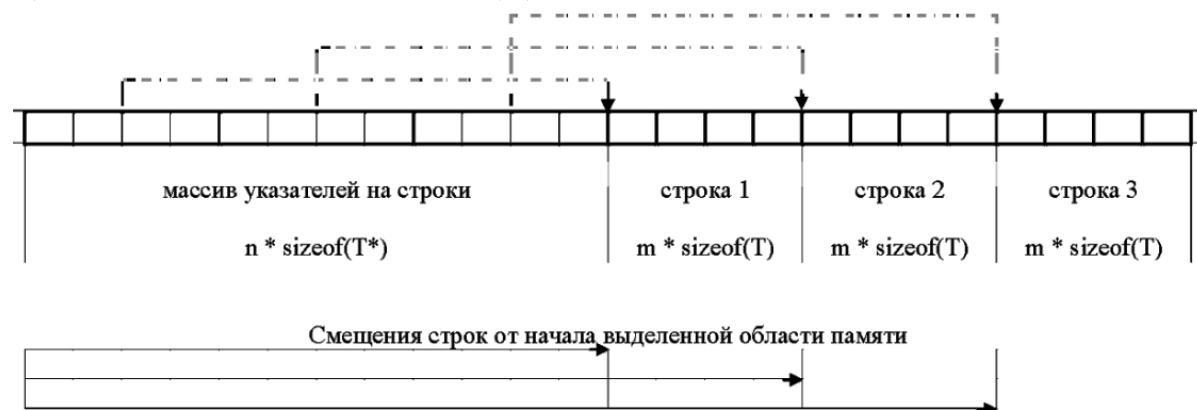 массив указателей на строки строка 1 строка 2 строка 3
n * sizeof(T*) m * sizeof(T) m * sizeof(T) m * sizeof(T)
Смещения строк от начала выделенной области памяти